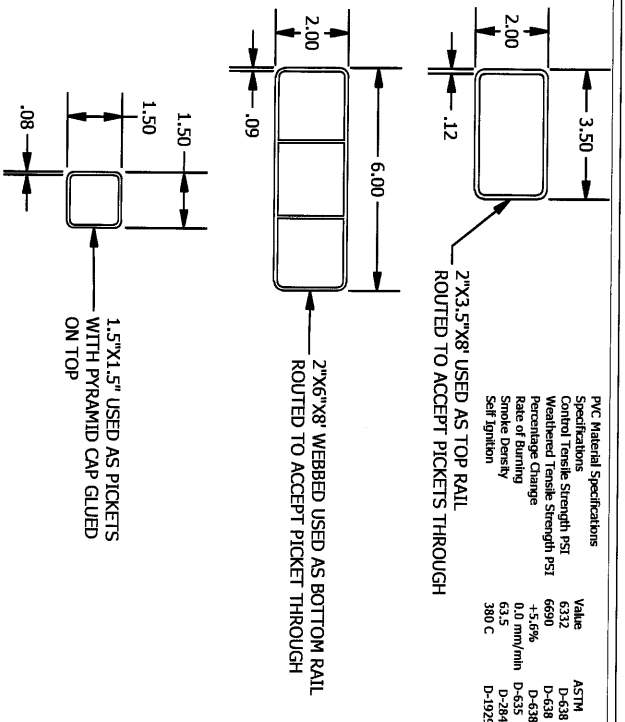 PVC Material Specifications
Specifications Value ASTM
Control Tensile Strength PSI 6332 D-638
Weathered Tensile Strength PSI 6690 D-638
Percentage Change +5.6% D-638
Rate of Burning 0.0 mm/min D-635
Smoke Density 63.5
Self Ignition 380 C
3.50
2.00
.12
2"X3.5"X8' USED AS TOP RAIL
ROUTED TO ACCEPT PICKETS THROUGH
6.00
2.00
.09
2"X6"X8' WEBBED USED AS BOTTOM RAIL
ROUTED TO ACCEPT PICKET THROUGH
1.50
1.50
.08
1.5"X1.5" USED AS PICKETS
WITH PYRAMID CAP GLUED
ON TOP